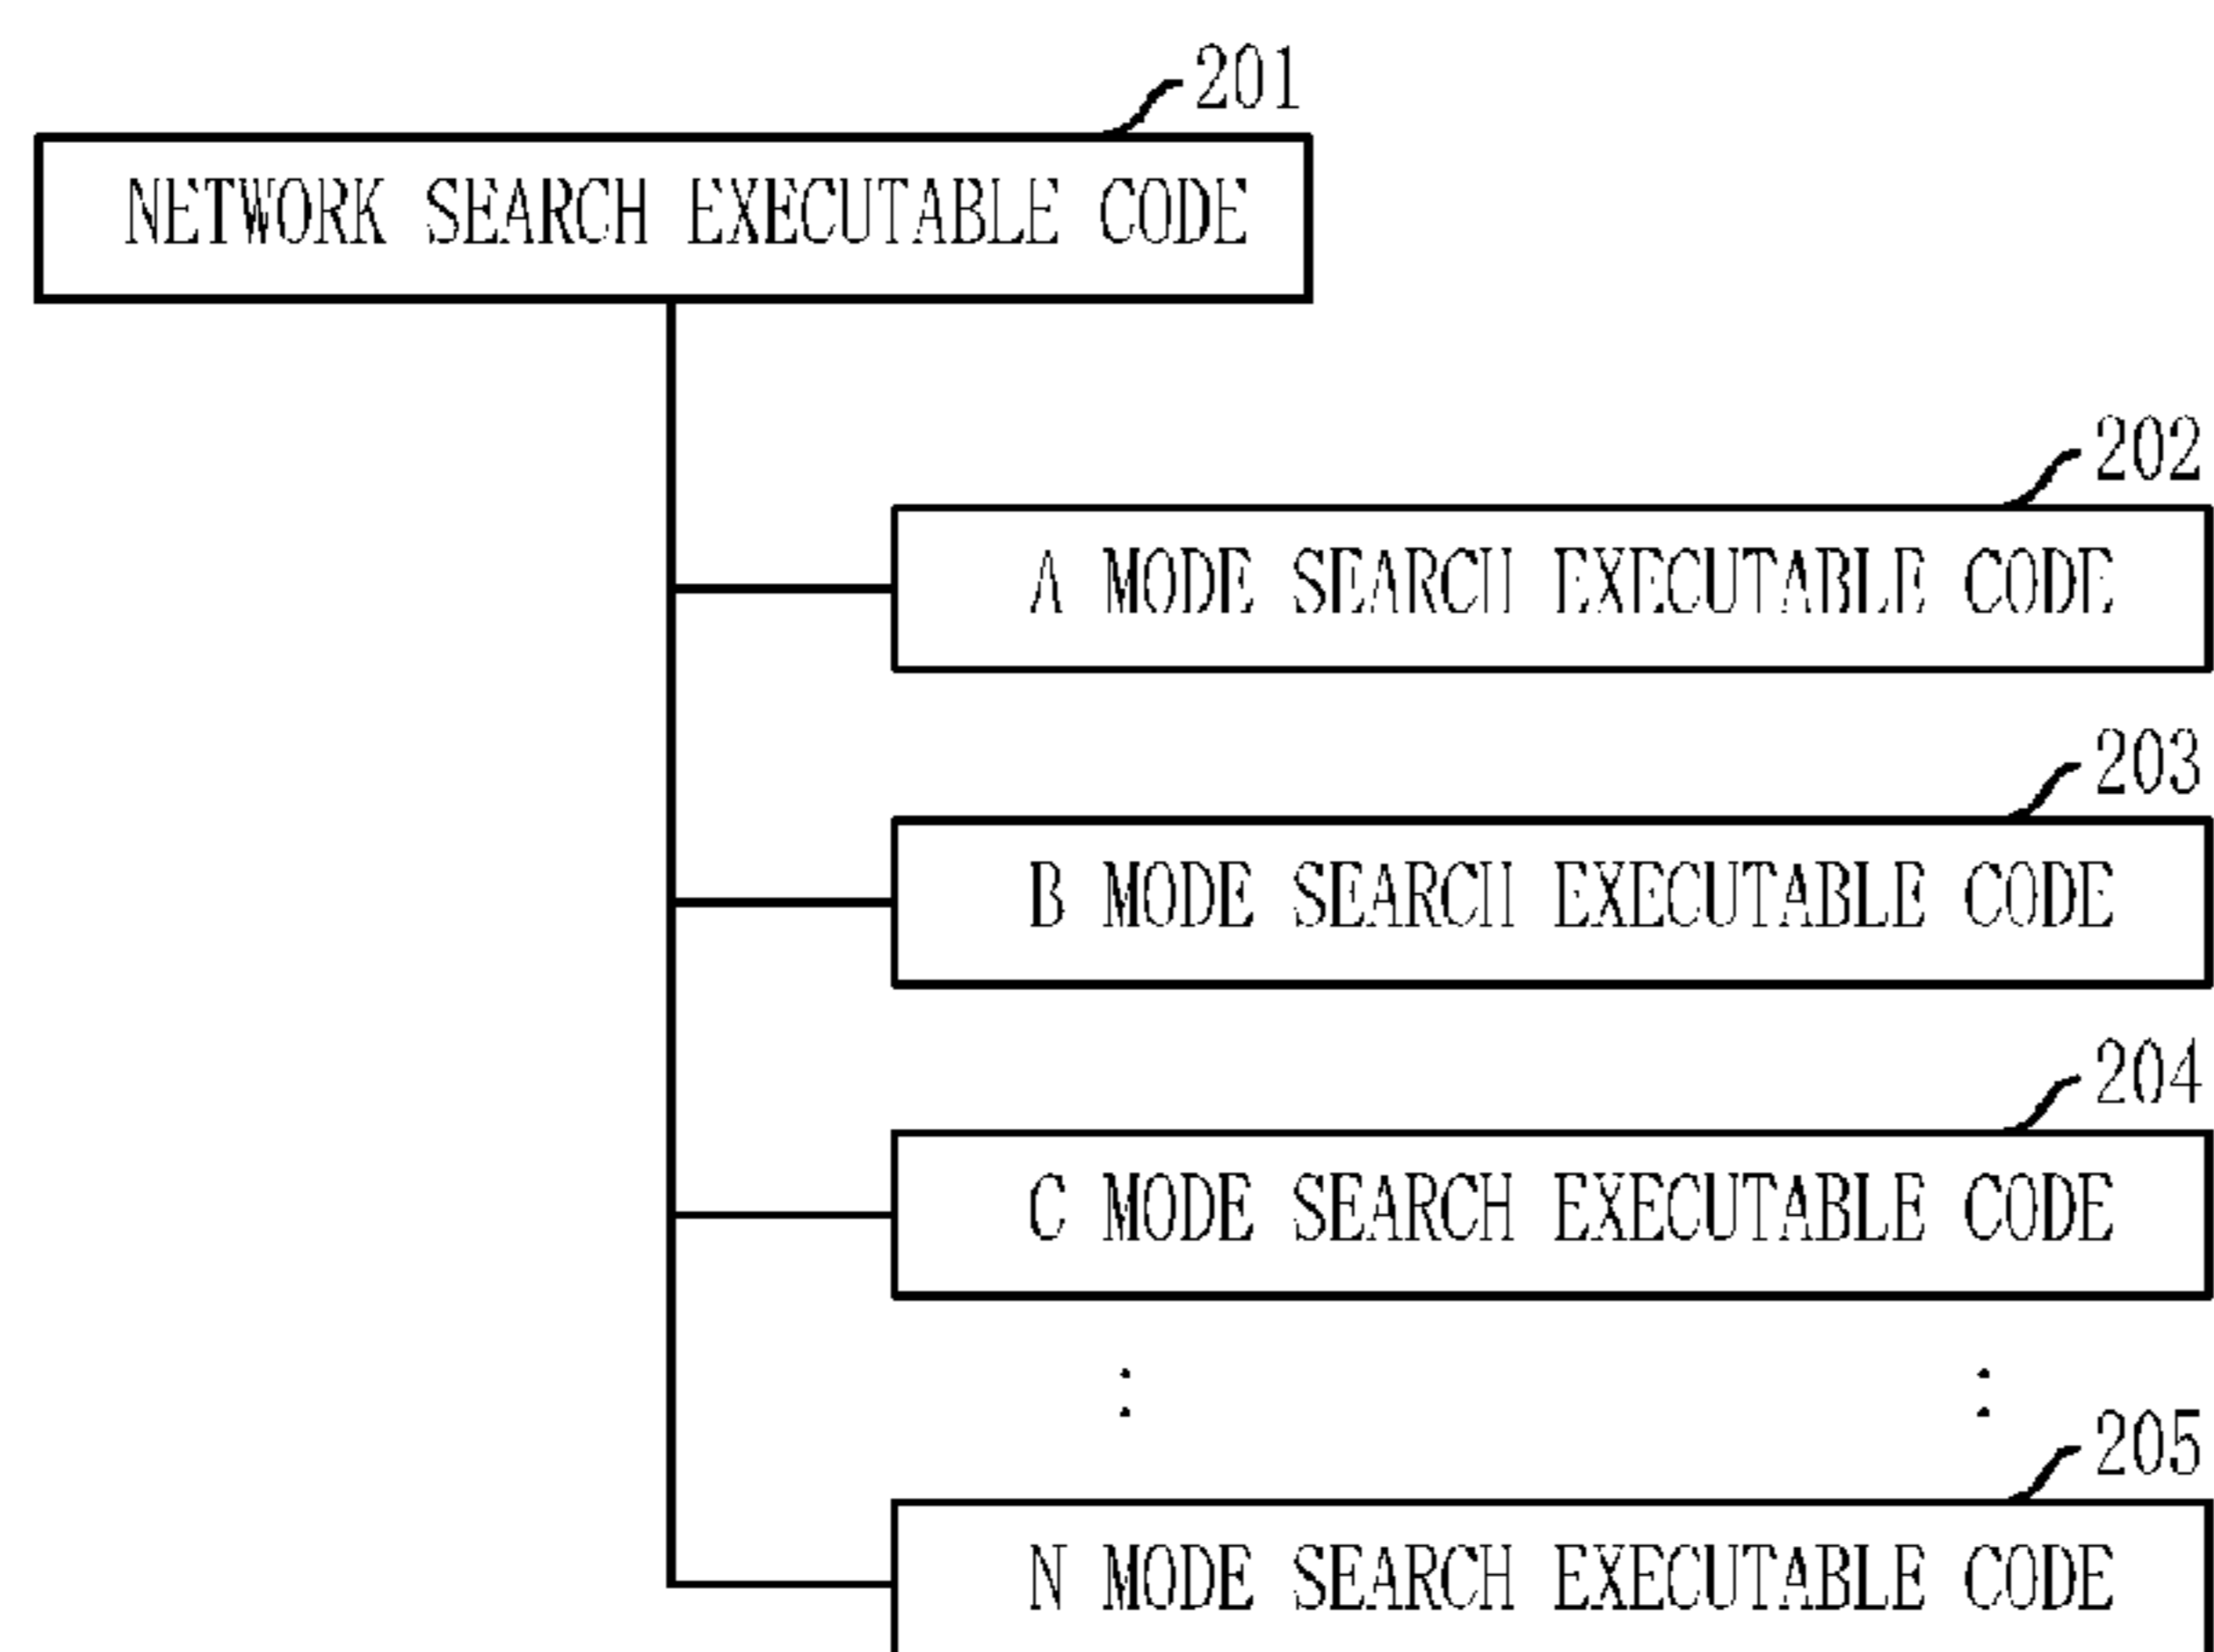 201
NETWORK SEARCH EXECUTABLE CODE
202
A MODE SEARCH EXECUTABLE CODE
203
B MODE SEARCH EXECUTABLE CODE
204
C MODE SEARCH EXECUTABLE CODE
: :
205
N MODE SEARCH EXECUTABLE CODE